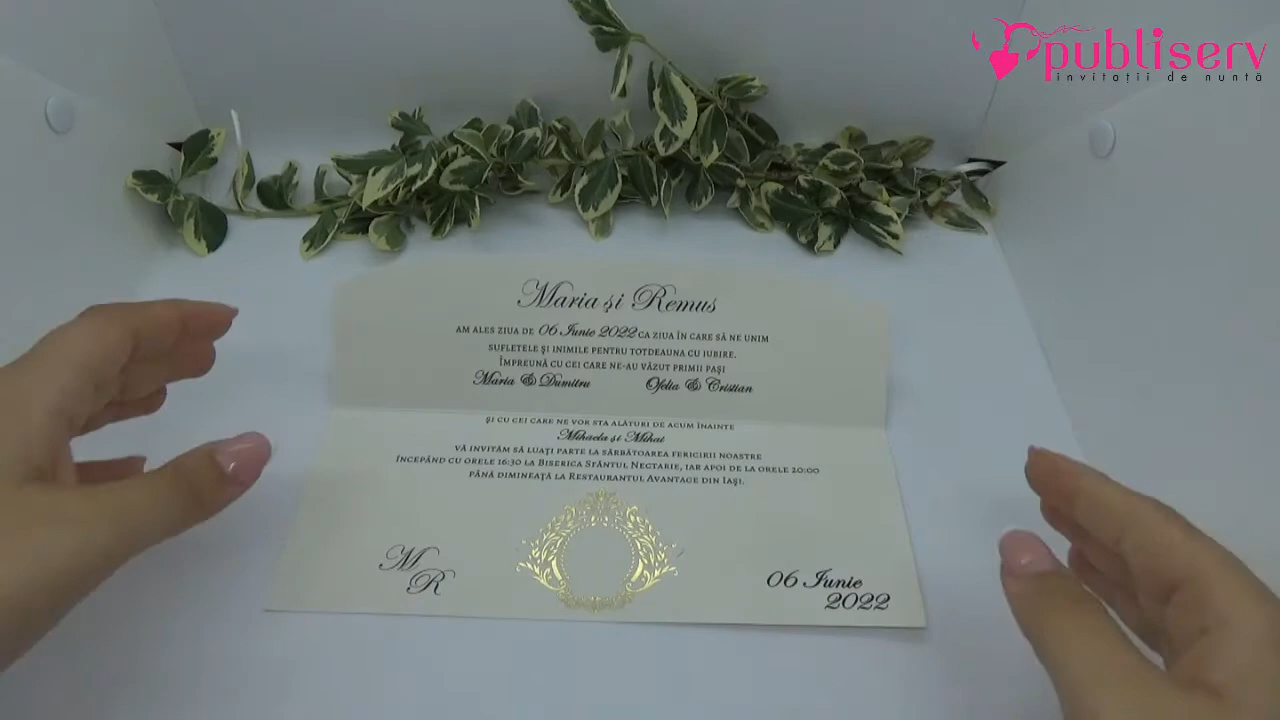 publiserv
invitații de nuntă
Maria și Remus
AM ALES ZIUA DE 06 Iunie 2022 CA ZIUA ÎN CARE SĂ NE UNIM
SUFLETELE ȘI INIMILE PENTRU TOTDEAUNA CU IUBIRE.
ÎMPREUNĂ CU CEI CARE NE-AU VĂZUT PRIMII PAȘI
Maria & Dumitru Ofelia & Cristian
ȘI CU CEI CARE NE VOR STA ALĂTURI DE ACUM ÎNAINTE
Mihaela și Mihai
VĂ INVITĂM SĂ LUAȚI PARTE LA SĂRBĂTOAREA FERICIRII NOASTRE
ÎNCEPÂND CU ORELE 16:30 LA BISERICA SFÂNTUL NECTARIE, IAR APOI DE LA ORELE 20:00
PÂNĂ DIMINEAȚĂ LA RESTAURANTUL AVANTAGE DIN IAȘI.
M
R
06 Iunie
2022